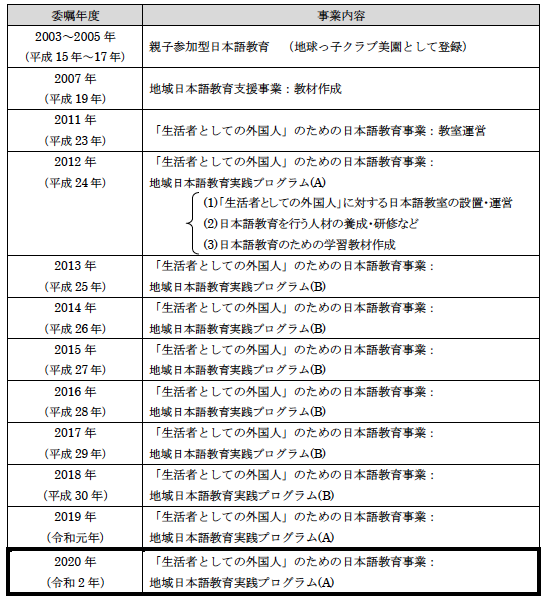 委嘱年度 事業内容
2003～2005 年
(平成 15 年～17 年)
親子参加型日本語教育 （地球っ子クラブ美園として登録）
2007 年
(平成 19 年)
地域日本語教育支援事業：教材作成
2011 年
(平成 23 年)
「生活者としての外国人」のための日本語教育事業：教室運営
2012 年
(平成 24 年)
「生活者としての外国人」のための日本語教育事業：
地域日本語教育実践プログラム(A)
(1)「生活者としての外国人」に対する日本語教室の設置・運営
(2)日本語教育を行う人材の養成・研修など
(3)日本語教育のための学習教材作成
2013 年
(平成 25 年)
「生活者としての外国人」のための日本語教育事業：
地域日本語教育実践プログラム(B)
2014 年
(平成 26 年)
「生活者としての外国人」のための日本語教育事業：
地域日本語教育実践プログラム(B)
2015 年
(平成 27 年)
「生活者としての外国人」のための日本語教育事業：
地域日本語教育実践プログラム(B)
2016 年
(平成 28 年)
「生活者としての外国人」のための日本語教育事業：
地域日本語教育実践プログラム(B)
2017 年
(平成 29 年)
「生活者としての外国人」のための日本語教育事業：
地域日本語教育実践プログラム(B)
2018 年
(平成 30 年)
「生活者としての外国人」のための日本語教育事業：
地域日本語教育実践プログラム(B)
2019 年
(令和元年)
「生活者としての外国人」のための日本語教育事業：
地域日本語教育実践プログラム(A)
2020 年
(令和 2 年)
「生活者としての外国人」のための日本語教育事業：
地域日本語教育実践プログラム(A)